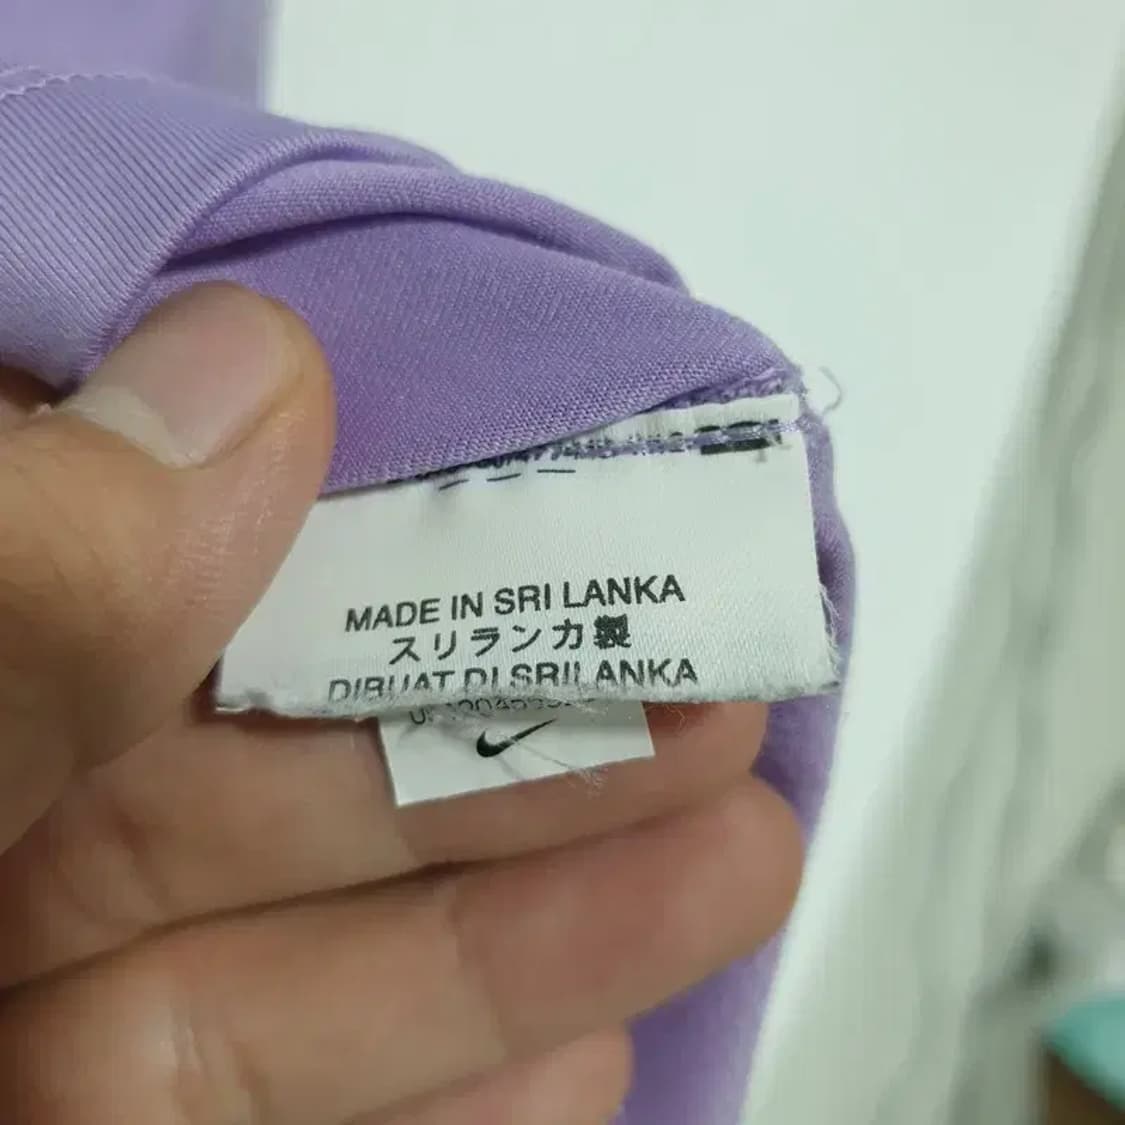 MADE IN SRI LANKA
スリランカ製
DIBUAT DI SRI LANKA